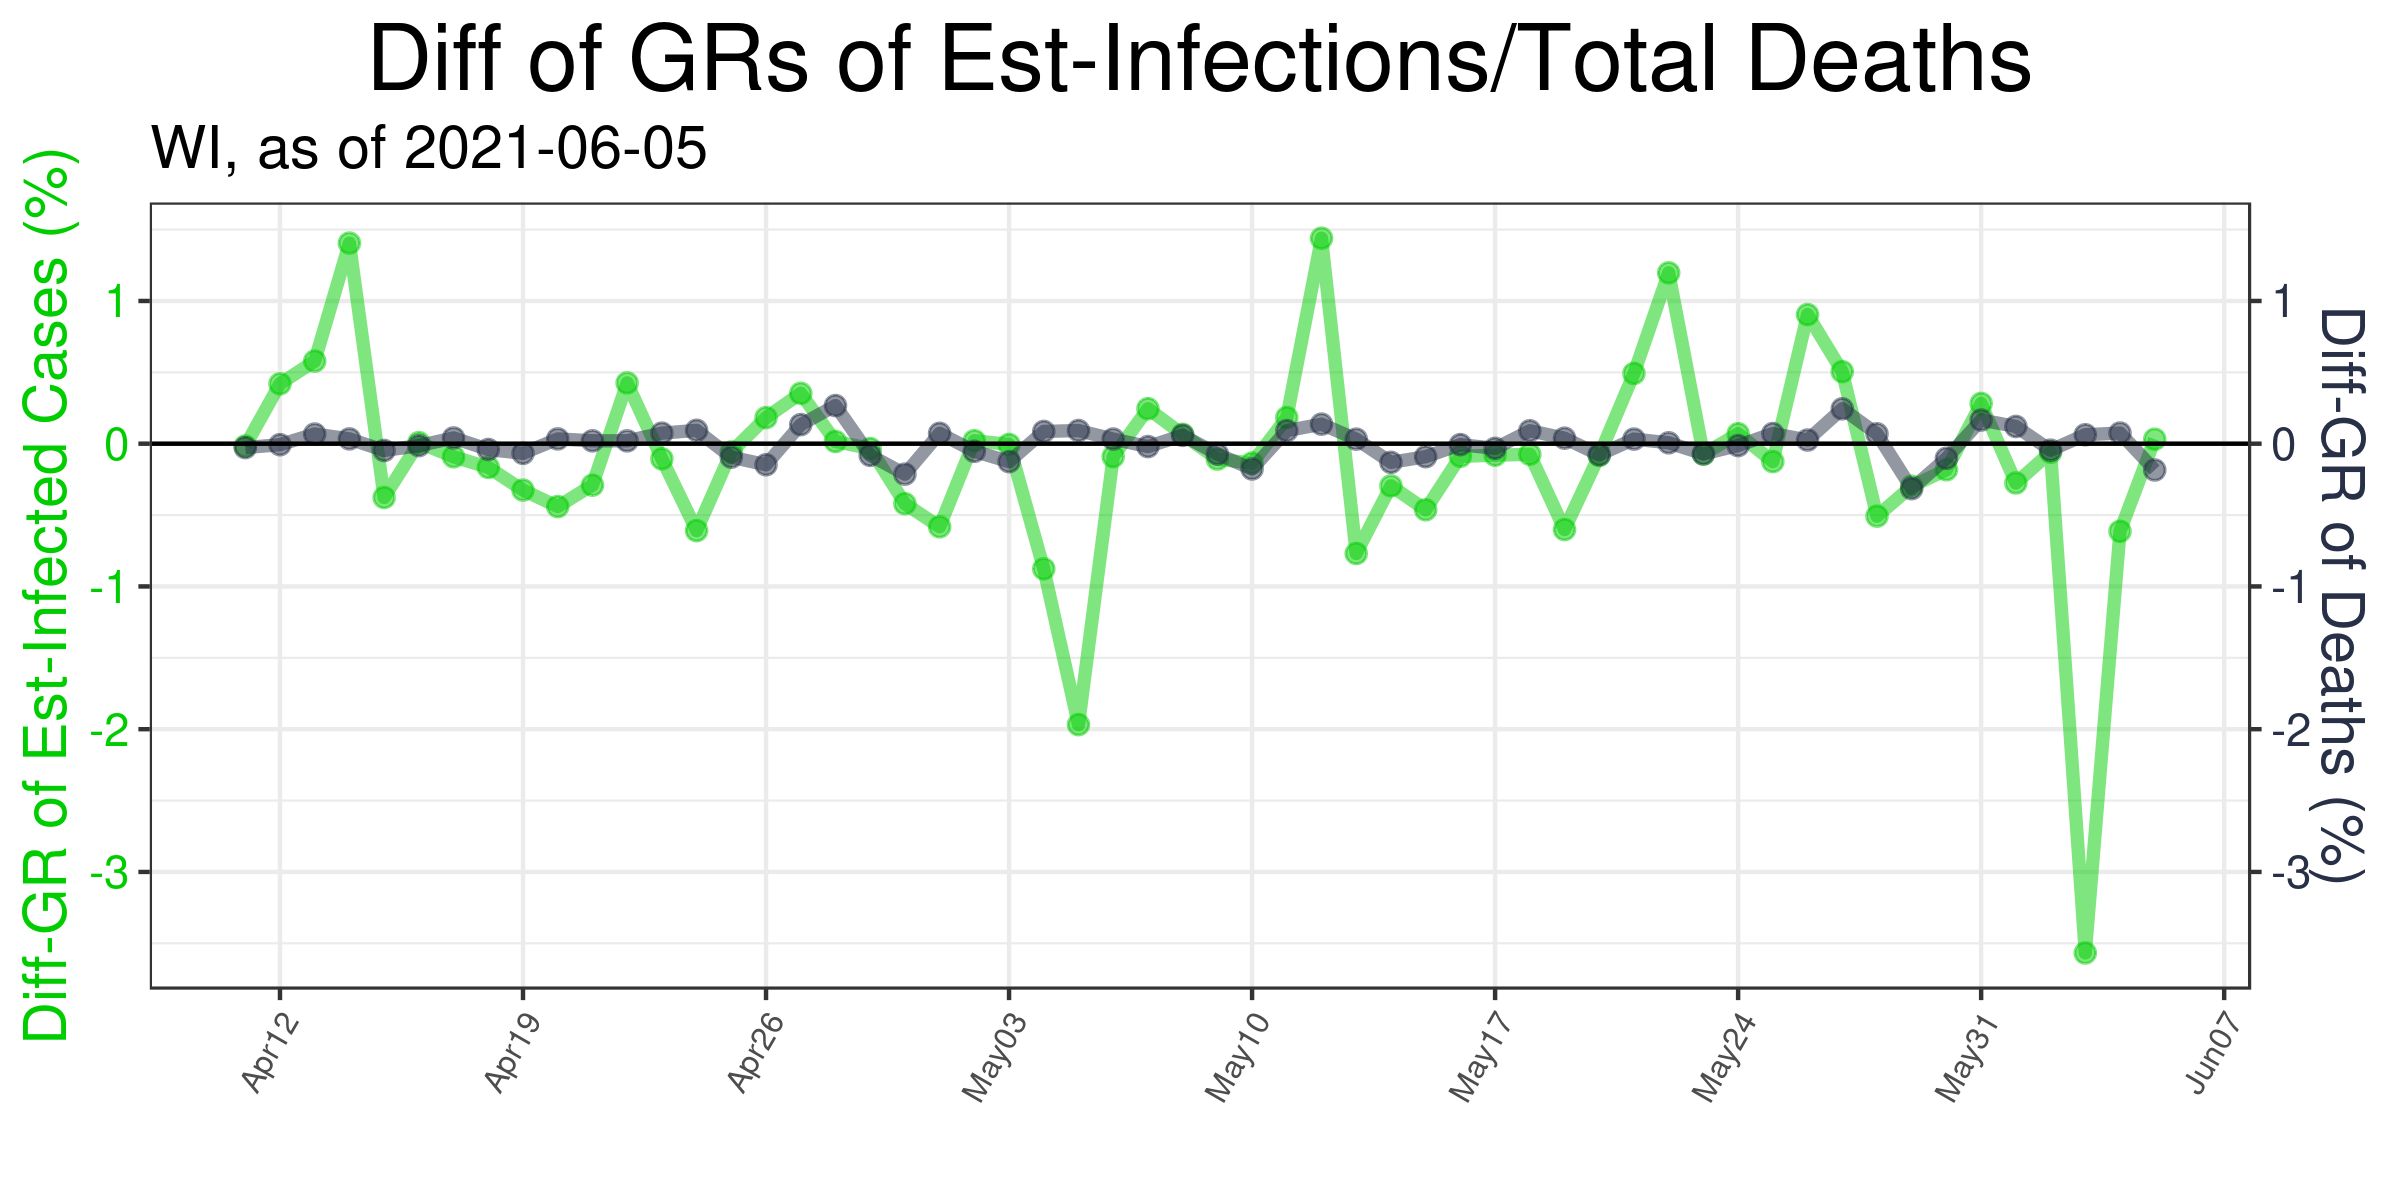 Diff of GRs of Est-Infections/Total Deaths
WI, as of 2021-06-05
Diff-GR of Est-Infected Cases (%)
1
0
-1
-2
-3
1
0
-1
-2
-3
Diff-GR of Deaths (%)
Apr12
Apr19
Apr26
May03
May10
May17
May24
May31
Jun07